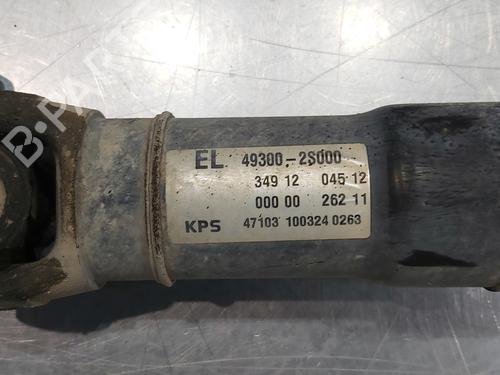 B-PARTS
EL 49300-2S000
349 12 045 12
000 00 262 11
KPS 47103 100324 0263